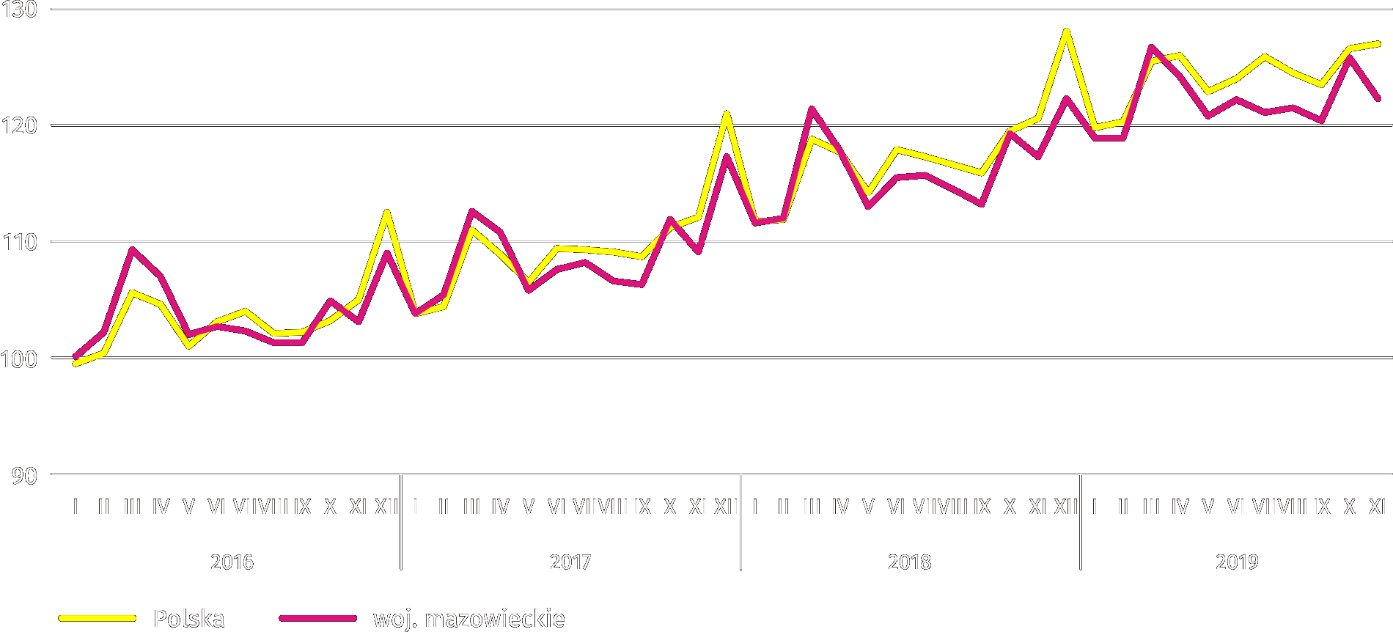 130
120
110
100
90
I II III IV V VI VII VIII IX X XI XII I II III IV V VI VII VIII IX X XI XII I II III IV V VI VII VIII IX X XI XII I II III IV V VI VII VIII IX X XI
2016 2017 2018 2019
Polska woj. mazowieckie